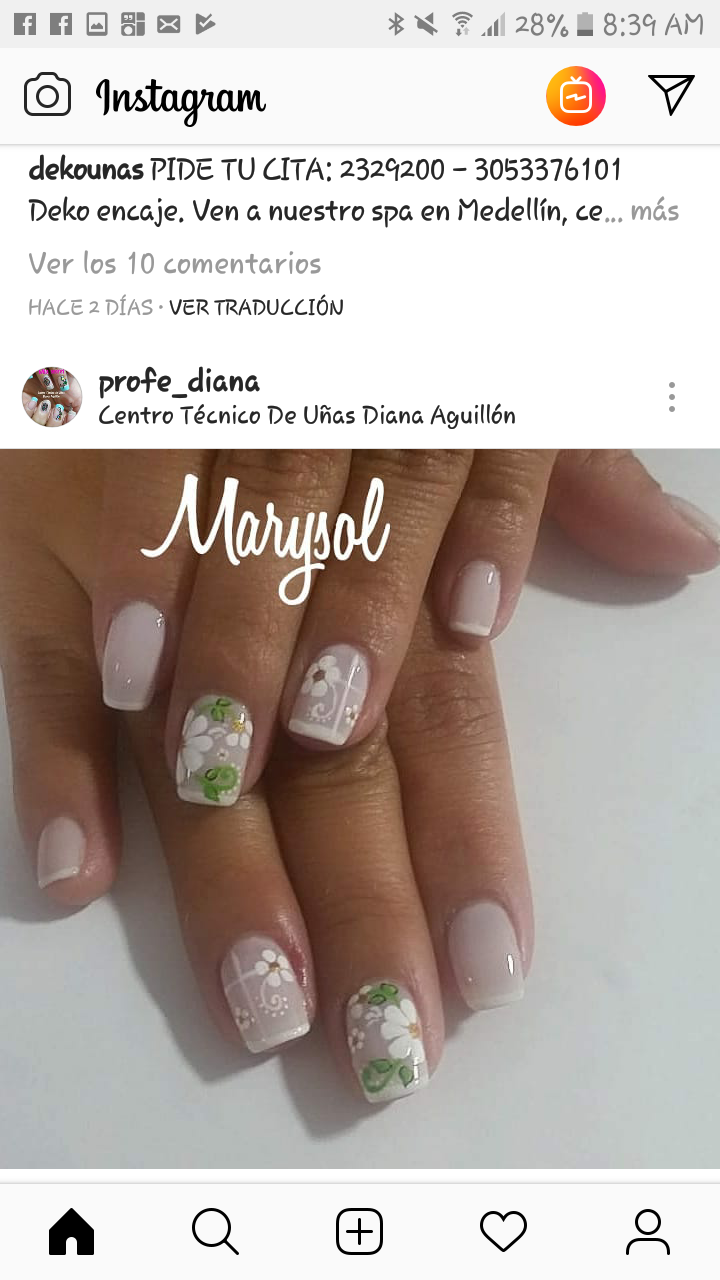 28% 8:39 AM
Instagram
dekounas PIDE TU CITA: 2329200 - 3053376101
Deko encaje. Ven a nuestro spa en Medellín, ce... más
Ver los 10 comentarios
HACE 2 DÍAS · VER TRADUCCIÓN
profe_diana
Centro Técnico De Uñas Diana Aguillón
Marysol